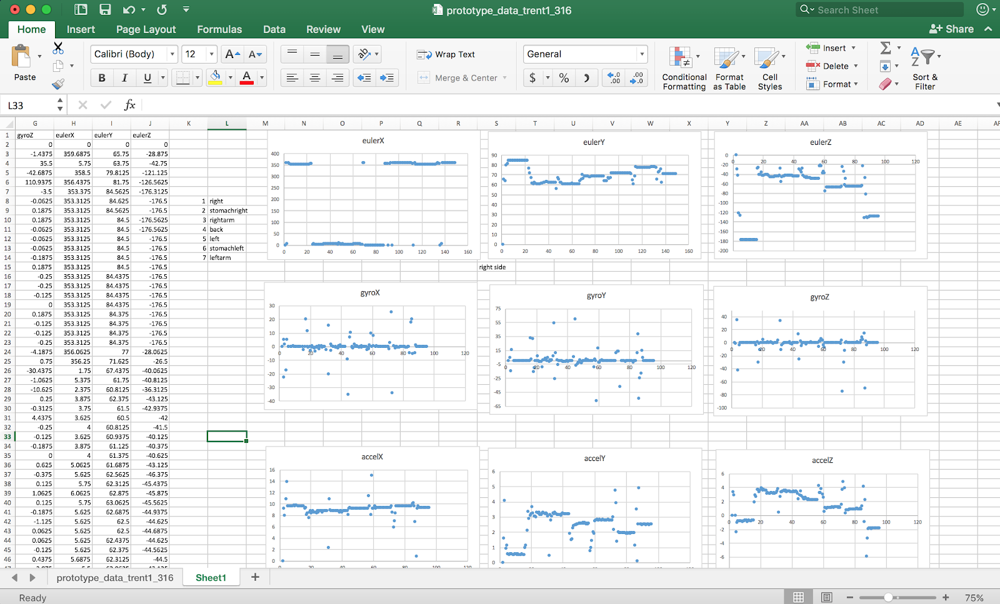 prototype_data_trent1_316
Search Sheet
Home Insert Page Layout Formulas Data Review View
Share
Paste
Calibri (Body) 12
Wrap Text
Merge & Center
General
Conditional Formatting
Format as Table
Cell Styles
Insert
Delete
Format
Sort & Filter
L33
fx
G H I J K L M N O P Q R S T U V W X Y Z AA AB AC AD AE
1 gyroZ eulerX eulerY eulerZ
2 0 0 0 0
3 -1.4375 359.6875 65.75 -28.875
4 35.5 5.75 63.75 -42.75
5 -42.6875 358.5 79.8125 -121.125
6 110.9375 356.4375 81.75 -126.5625
7 -3.5 353.375 84.5625 -176.3125
8 -0.0625 353.3125 84.625 -176.5 1 right
9 0.1875 353.3125 84.5625 -176.5 2 stomachright
10 0.1875 353.3125 84.5 -176.5625 3 rightarm
11 -0.0625 353.3125 84.5 -176.5625 4 back
12 -0.0625 353.3125 84.5 -176.5 5 left
13 -0.0625 353.3125 84.5 -176.5 6 stomachleft
14 -0.1875 353.3125 84.5 -176.5 7 leftarm
15 0.1875 353.3125 84.5 -176.5 right side
16 -0.25 353.3125 84.4375 -176.5
17 -0.25 353.3125 84.4375 -176.5
18 -0.125 353.3125 84.4375 -176.5
19 0 353.3125 84.4375 -176.5
20 0.1875 353.3125 84.375 -176.5
21 -0.125 353.3125 84.375 -176.5
22 -0.125 353.3125 84.375 -176.5
23 -0.25 353.3125 84.375 -176.5
24 -4.1875 356.0625 77 -28.0625
25 0.75 356.25 71.625 -26.5
26 -30.4375 1.75 67.4375 -40.0625
27 -1.0625 5.375 61.75 -40.8125
28 -10.625 2.375 60.8125 -36.3125
29 0.25 3.875 62.375 -43.125
30 -0.3125 3.75 61.5 -42.9375
31 4.4375 3.625 60.5 -42
32 -0.25 4 60.8125 -41.5
33 -0.125 3.625 60.9375 -40.125
34 -0.1875 3.875 61.125 -40.375
35 0 4 61.375 -40.625
36 0.625 5.0625 61.6875 -43.125
37 -0.375 5.625 62.5625 -46.375
38 0.125 5.75 62.3125 -45.4375
39 1.0625 6.0625 62.875 -45.875
40 0.125 5.75 63.0625 -45.5625
41 -0.1875 5.625 62.6875 -44.9375
42 -1.125 5.625 62.5 -44.625
43 0.0625 5.625 62.5 -44.6875
44 0.0625 5.625 62.4375 -44.625
45 -0.125 5.625 62.375 -44.5625
46 0.4375 5.6875 62.3125 -44.5
eulerX
400
350
300
250
200
150
100
50
0
0 20 40 60 80 100 120 140 160
eulerY
90
80
70
60
50
40
30
20
10
0
0 20 40 60 80 100 120 140 160
eulerZ
0
-20
-40
-60
-80
-100
-120
-140
-160
-180
-200
0 20 40 60 80 100 120
gyroX
30
20
10
0
-10
-20
-30
-40
0 20 40 60 80 100 120
gyroY
75
55
35
15
-5
-25
-45
-65
0 20 40 60 80 100 120
gyroZ
40
20
0
-20
-40
-60
-80
-100
0 20 40 60 80 100 120
accelX
16
14
12
10
8
6
4
2
0
accelY
6
5
4
3
2
1
0
accelZ
6
4
2
0
-2
-4
-6
0 20 40 60 80 100 120
prototype_data_trent1_316 Sheet1
Ready
75%